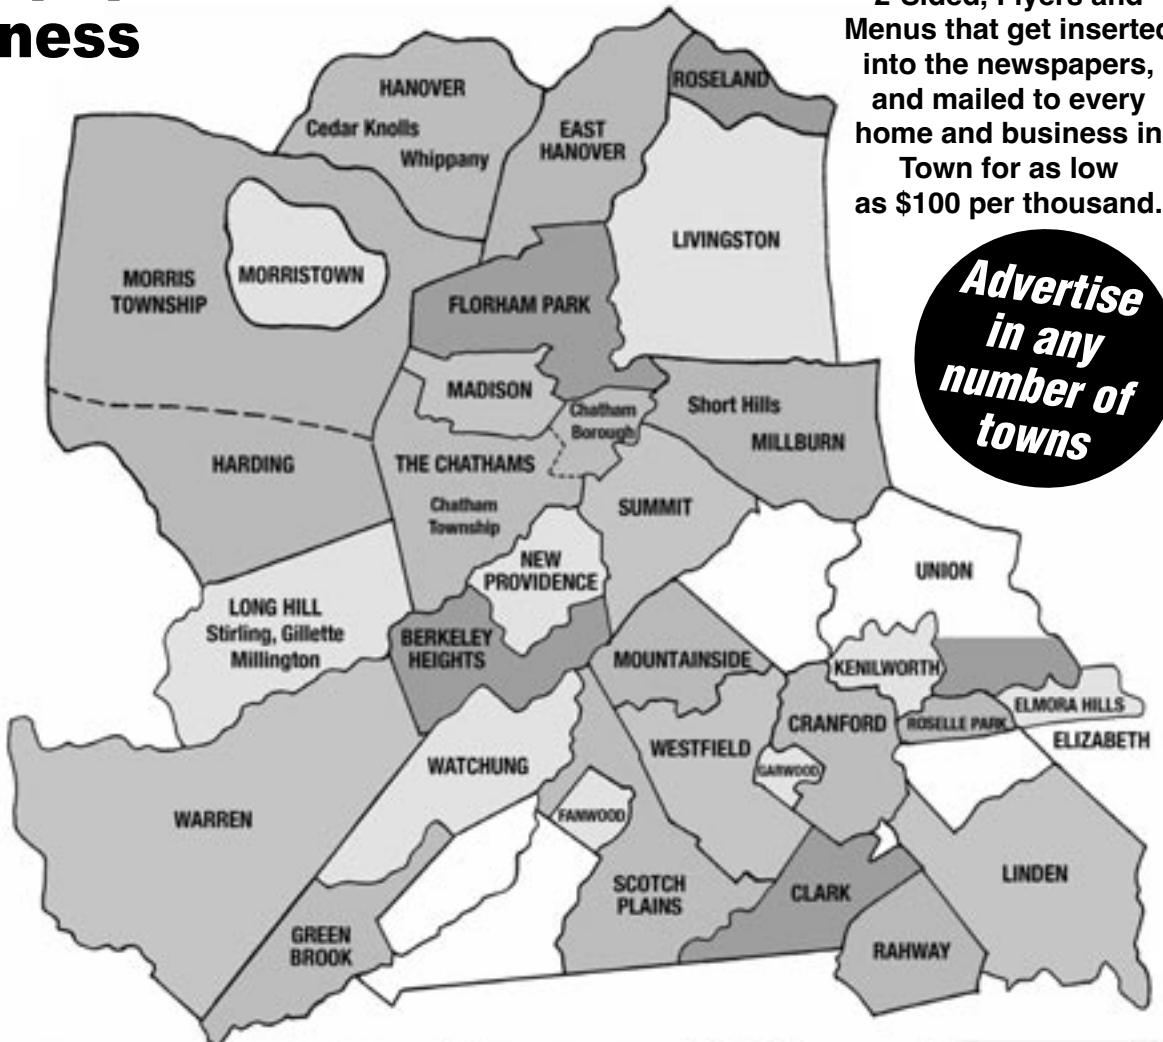 ness
2-Sided, Flyers and
Menus that get inserted
into the newspapers,
and mailed to every
home and business in
Town for as low
as $100 per thousand.
Advertise
in any
number of
towns
HANOVER
Cedar Knolls
Whippany
EAST
HANOVER
ROSELAND
LIVINGSTON
MORRIS
TOWNSHIP
MORRISTOWN
FLORHAM PARK
MADISON
Chatham
Borough
Short Hills
MILLBURN
HARDING
THE CHATHAMS
Chatham
Township
SUMMIT
NEW
PROVIDENCE
UNION
LONG HILL
Stirling, Gillette
Millington
BERKELEY
HEIGHTS
MOUNTAINSIDE
KENILWORTH
ELMORA HILLS
ROSELLE PARK
ELIZABETH
CRANFORD
WESTFIELD
GARWOOD
WATCHUNG
FANWOOD
WARREN
SCOTCH
PLAINS
CLARK
LINDEN
GREEN
BROOK
RAHWAY